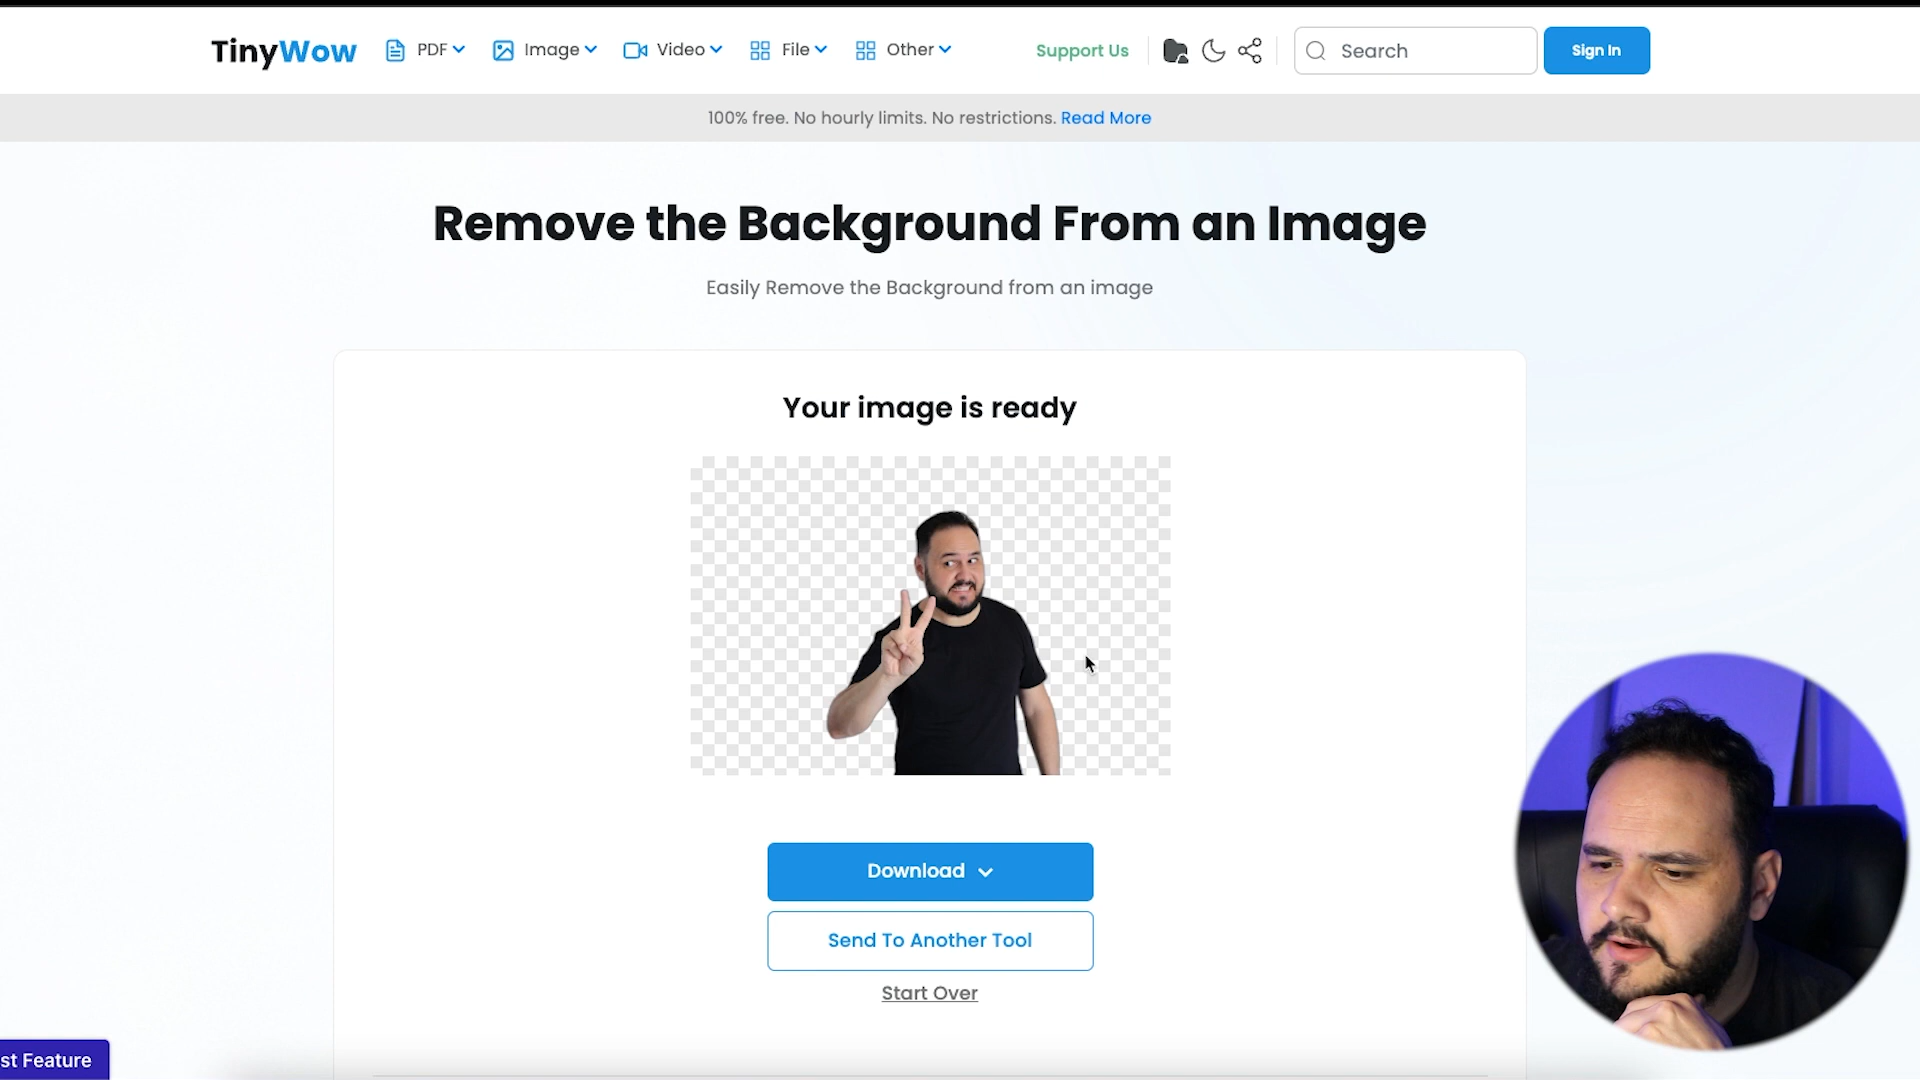 TinyWow PDF Image Video File Other Support Us Search Sign In
100% free. No hourly limits. No restrictions. Read More
Remove the Background From an Image
Easily Remove the Background from an image
Your image is ready
Download
Send To Another Tool
Start Over
st Feature